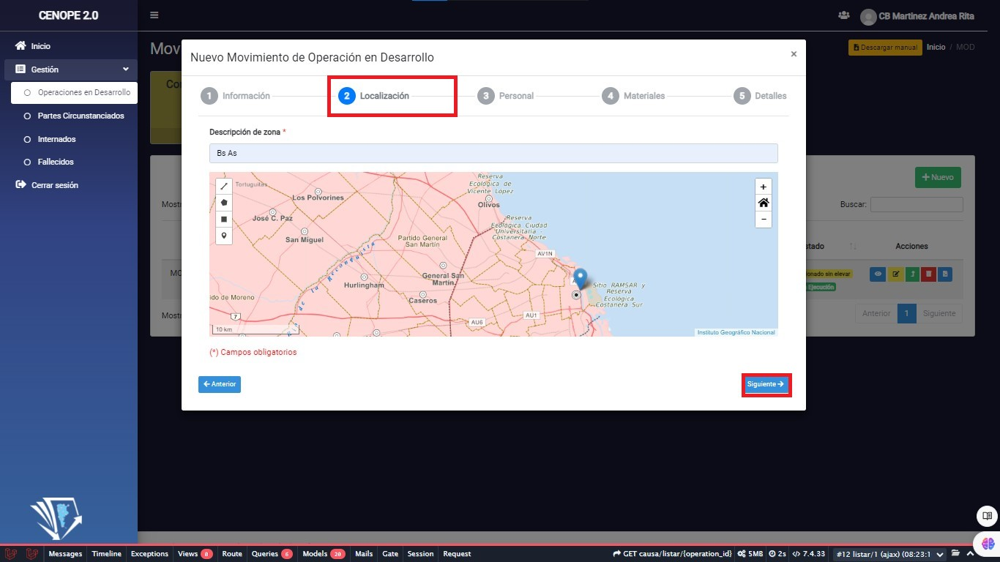 CENOPE 2.0
CB Martinez Andrea Rita
Inicio
Gestión
Operaciones en Desarrollo
Partes Circunstanciados
Internados
Fallecidos
Cerrar sesión
Mov
Descargar manual
Inicio / MOD
Nuevo Movimiento de Operación en Desarrollo
×
1 Información
2 Localización
3 Personal
4 Materiales
5 Detalles
Descripción de zona *
Bs As
Tortuguitas
Los Polvorines
José C. Paz
San Miguel
Reserva
Ecológica de
Vicente López
Olivos
Reserva
Ecológica Ciudad
Universitaria
Costanera Norte
Partido General
San Martín
AV1N
General San
Martín
Hurlingham
Caseros
Sitio RAMSAR y
Reserva
Ecológica
Costanera Sur
ido de Moreno
7
AU6
AU1
10 km
Instituto Geográfico Nacional
+
−
(*) Campos obligatorios
Anterior
Siguiente
Co
+ Nuevo
Mostr
Buscar:
stado
Acciones
MO
onado sin elevar
Ejecución
Mostr
Anterior 1 Siguiente
Messages Timeline Exceptions Views 0 Route Queries 6 Models 20 Mails Gate Session Request GET causa/listar/{operation_id} 5MB 2s 7.4.33 #12 listar/1 (ajax) (08:23:1